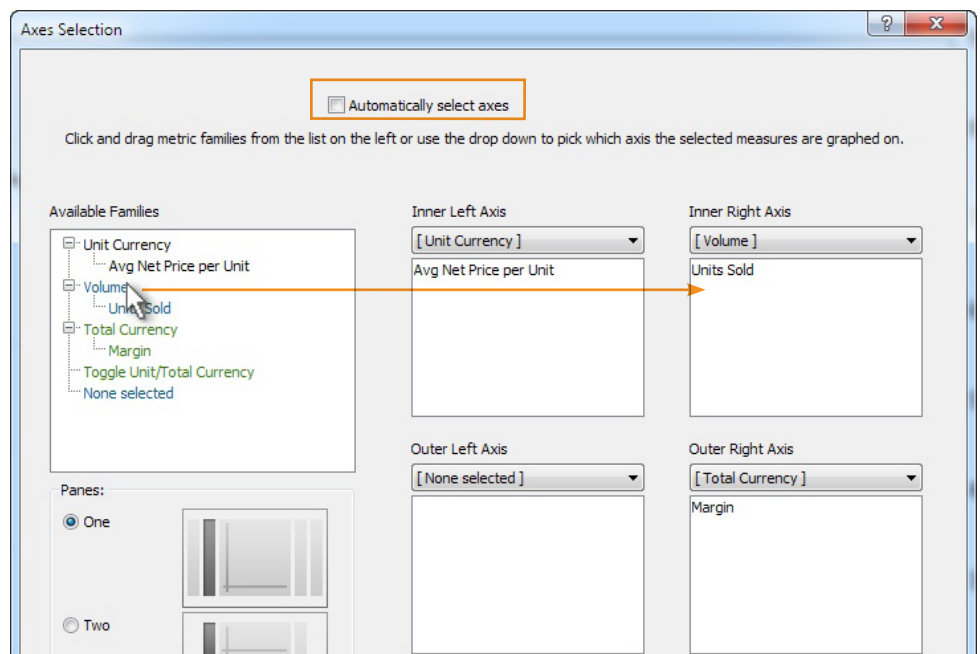 Axes Selection
?
X
Automatically select axes
Click and drag metric families from the list on the left or use the drop down to pick which axis the selected measures are graphed on.
Available Families
Unit Currency
Avg Net Price per Unit
Volume
Units Sold
Total Currency
Margin
Toggle Unit/Total Currency
None selected
Inner Left Axis
[ Unit Currency ]
Avg Net Price per Unit
Inner Right Axis
[ Volume ]
Units Sold
Outer Left Axis
[ None selected ]
Outer Right Axis
[ Total Currency ]
Margin
Panes:
One
Two